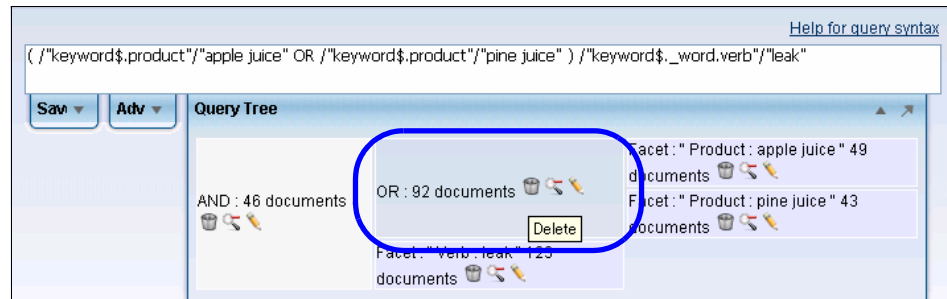 Help for query syntax
( /"keyword$.product"/"apple juice" OR /"keyword$.product"/"pine juice" ) /"keyword$._word.verb"/"leak"
Sav Adv Query Tree
Facet : " Product : apple juice " 49
documents
OR : 92 documents
AND : 46 documents
Facet : " Product : pine juice " 43
documents
Delete
Facet : " Verb : leak " 123
documents